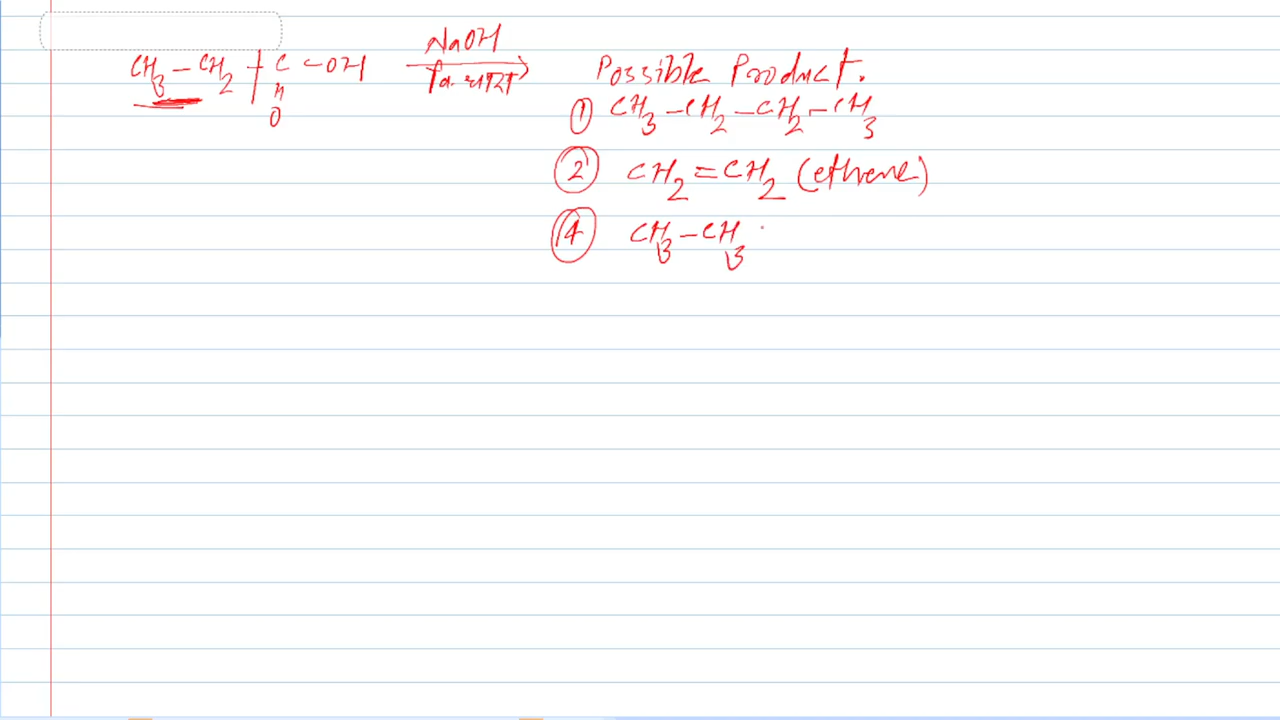 CH3 - CH2 + C - OH NaOH Possible Product.
॥
O
① CH3 - CH2 - CH2 - CH3
② CH2 = CH2 (ethene)
④ CH3 - CH3